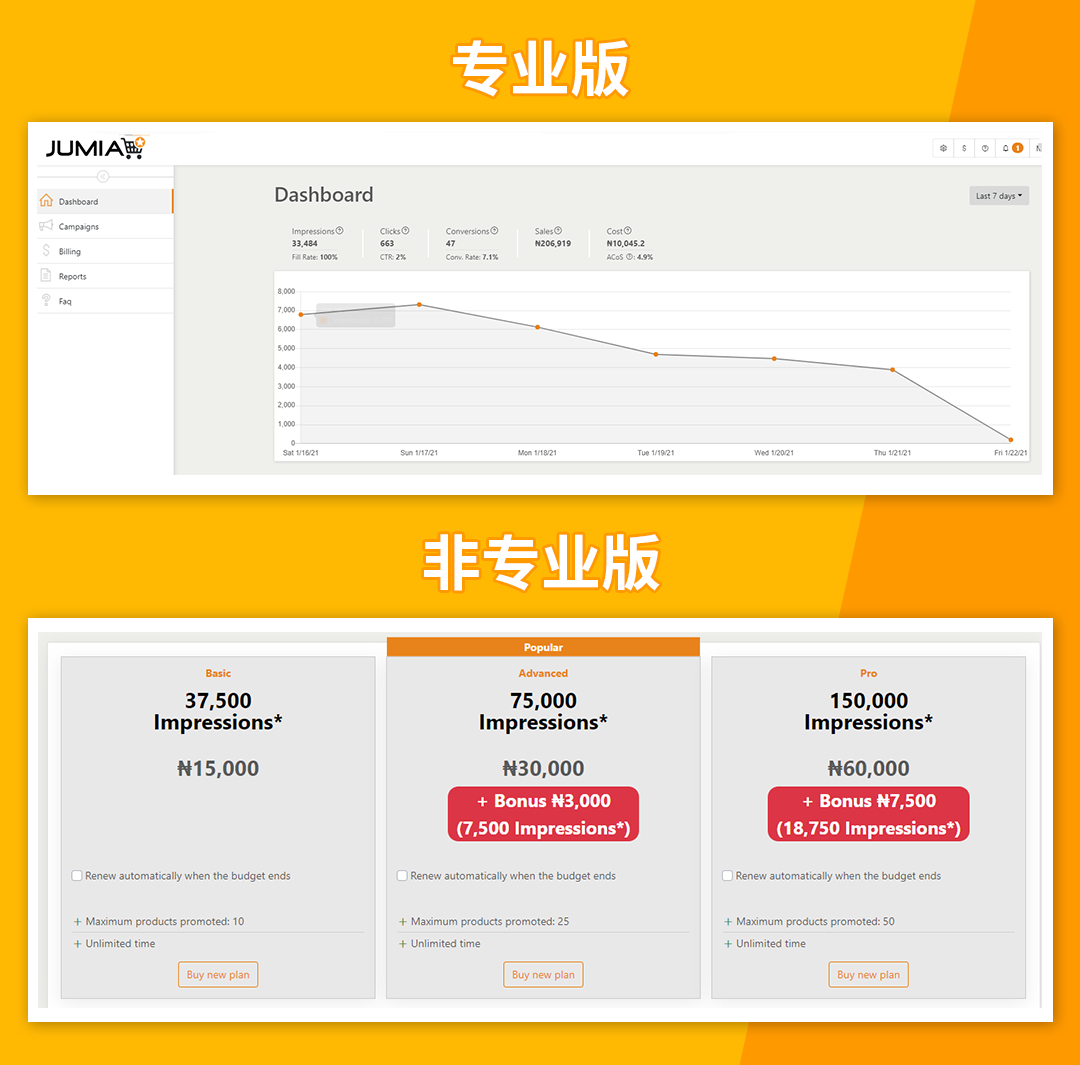 专业版
JUMIA
$
1
Dashboard
Last 7 days
Dashboard
Campaigns
Billing
Reports
Faq
Impressions Clicks Conversions Sales Cost
33,484 663 47 ₦206,919 ₦10,045.2
Fill Rate: 100% CTR: 2% Conv. Rate: 7.1% ACoS : 4.9%
8,000
7,000
6,000
5,000
4,000
3,000
2,000
1,000
0
Sat 1/16/21 Sun 1/17/21 Mon 1/18/21 Tue 1/19/21 Wed 1/20/21 Thu 1/21/21 Fri 1/22/21
非专业版
Basic
37,500
Impressions*
₦15,000
Renew automatically when the budget ends
+ Maximum products promoted: 10
+ Unlimited time
Buy new plan
Popular
Advanced
75,000
Impressions*
₦30,000
+ Bonus ₦3,000
(7,500 Impressions*)
Renew automatically when the budget ends
+ Maximum products promoted: 25
+ Unlimited time
Buy new plan
Pro
150,000
Impressions*
₦60,000
+ Bonus ₦7,500
(18,750 Impressions*)
Renew automatically when the budget ends
+ Maximum products promoted: 50
+ Unlimited time
Buy new plan